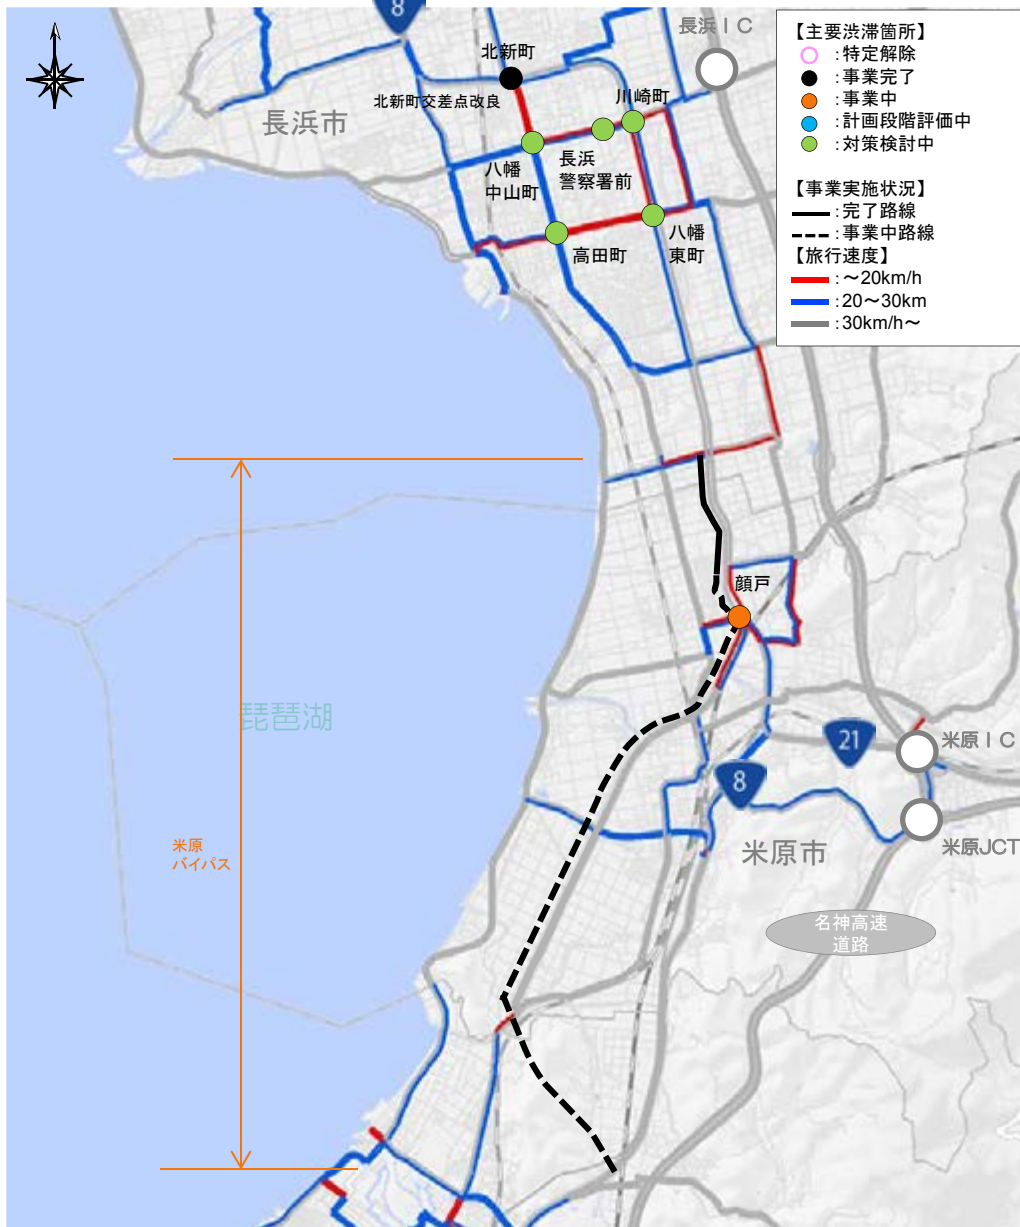 8
長浜IC
北新町
北新町交差点改良
川崎町
長浜市
八幡
中山町
長浜
警察署前
高田町
八幡
東町
【主要渋滞箇所】
:特定解除
:事業完了
:事業中
:計画段階評価中
:対策検討中
【事業実施状況】
:完了路線
:事業中路線
【旅行速度】
:~20km/h
:20~30km
:30km/h~
顔戸
琵琶湖
21
米原IC
8
米原
バイパス
米原市
米原JCT
名神高速
道路